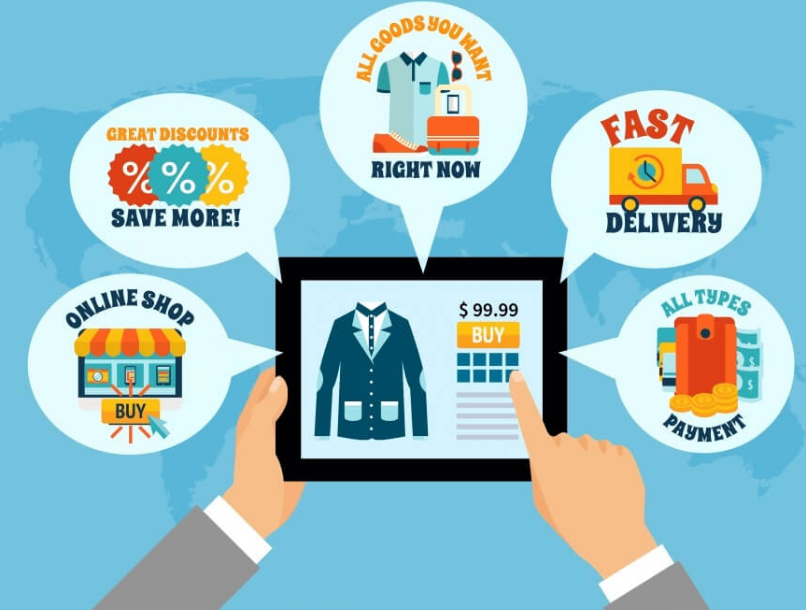 ALL GOODS YOU WANT
RIGHT NOW
GREAT DISCOUNTS
% % %
SAVE MORE!
FAST
DELIVERY
ONLINE SHOP
BUY
$ 99.99
BUY
ALL TYPES
$
$
PAYMENT